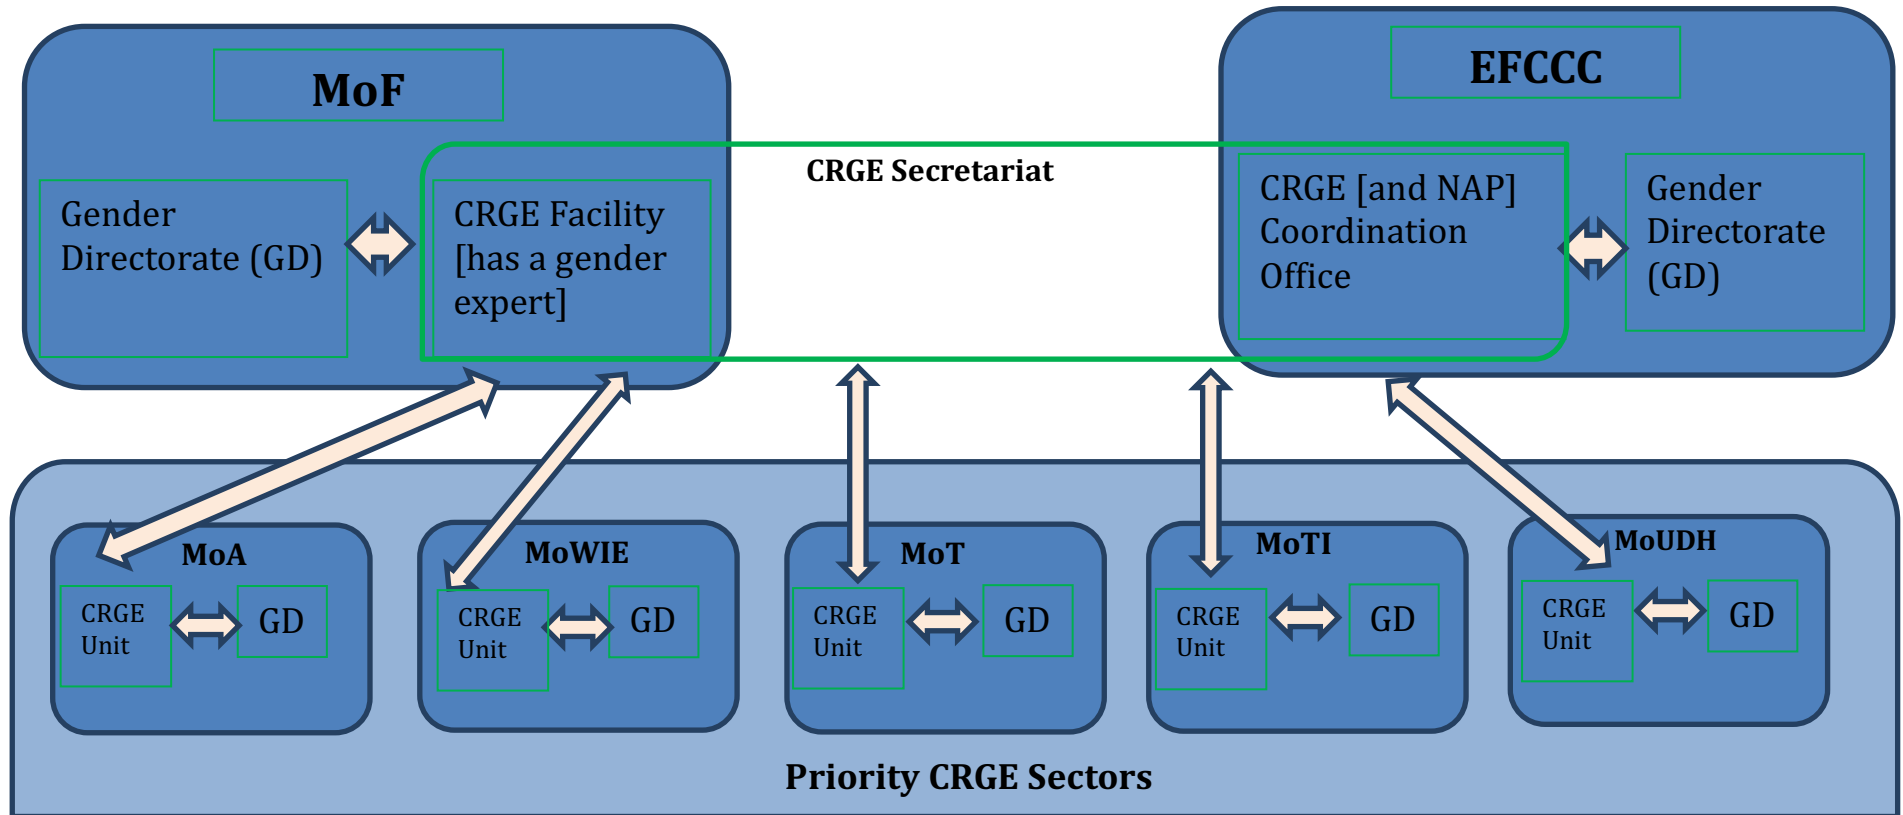 MoF
EFCCC
CRGE Secretariat
Gender
Directorate (GD)
CRGE Facility
[has a gender
expert]
CRGE [and NAP]
Coordination
Office
Gender
Directorate
(GD)
MoA
CRGE
Unit
GD
MoWIE
CRGE
Unit
GD
MoT
CRGE
Unit
GD
MoTI
CRGE
Unit
GD
MoUDH
CRGE
Unit
GD
Priority CRGE Sectors